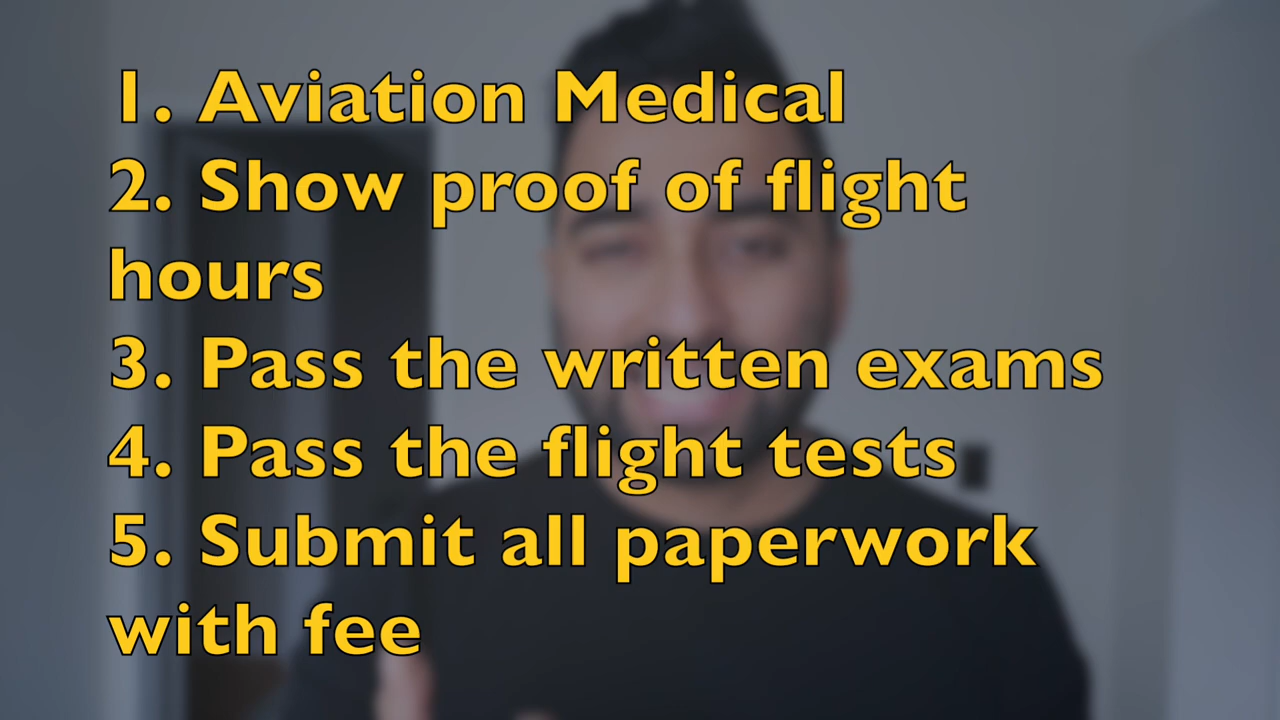 1. Aviation Medical
2. Show proof of flight
hours
3. Pass the written exams
4. Pass the flight tests
5. Submit all paperwork
with fee